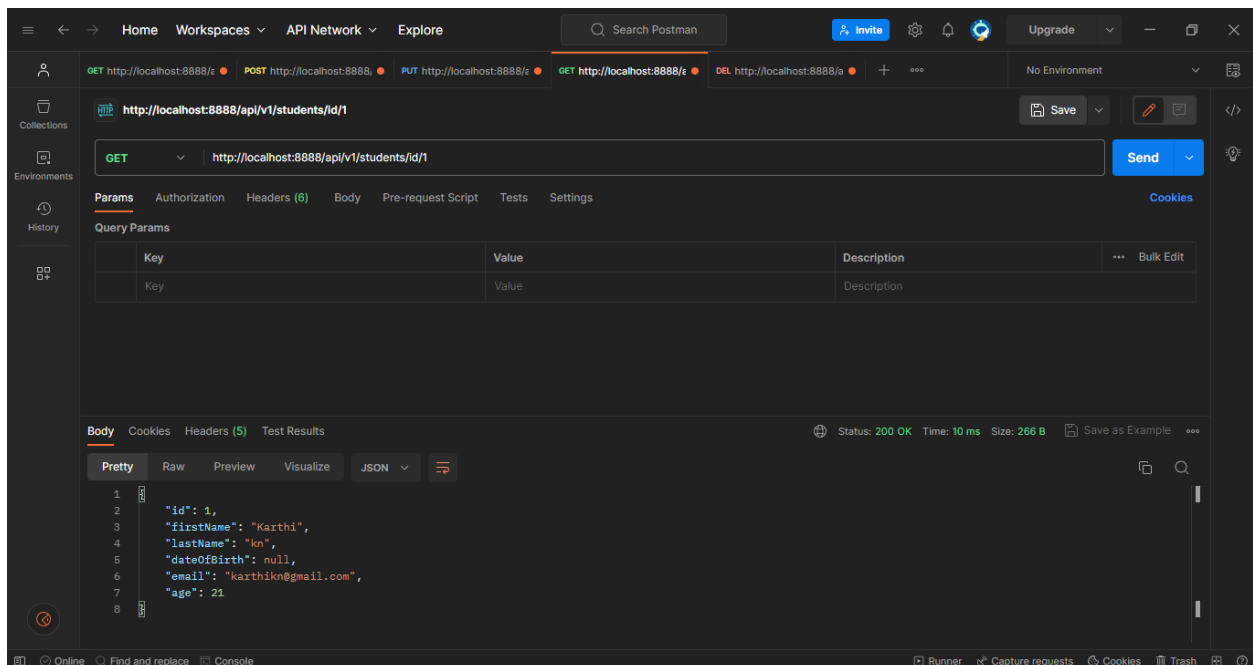 Home Workspaces API Network Explore Search Postman Invite Upgrade
GET http://localhost:8888/a POST http://localhost:8888/ PUT http://localhost:8888/a GET http://localhost:8888/a DEL http://localhost:8888/a No Environment
HTTP http://localhost:8888/api/v1/students/id/1 Save
Collections
GET http://localhost:8888/api/v1/students/id/1 Send
Environments
Params Authorization Headers (6) Body Pre-request Script Tests Settings Cookies
History
Query Params
Key Value Description Bulk Edit
Key Value Description
Body Cookies Headers (5) Test Results Status: 200 OK Time: 10 ms Size: 266 B Save as Example
Pretty Raw Preview Visualize JSON
1 {
2 "id": 1,
3 "firstName": "Karthi",
4 "lastName": "kn",
5 "dateOfBirth": null,
6 "email": "karthikn@gmail.com",
7 "age": 21
8 }
Online Find and replace Console Runner Capture requests Cookies Trash